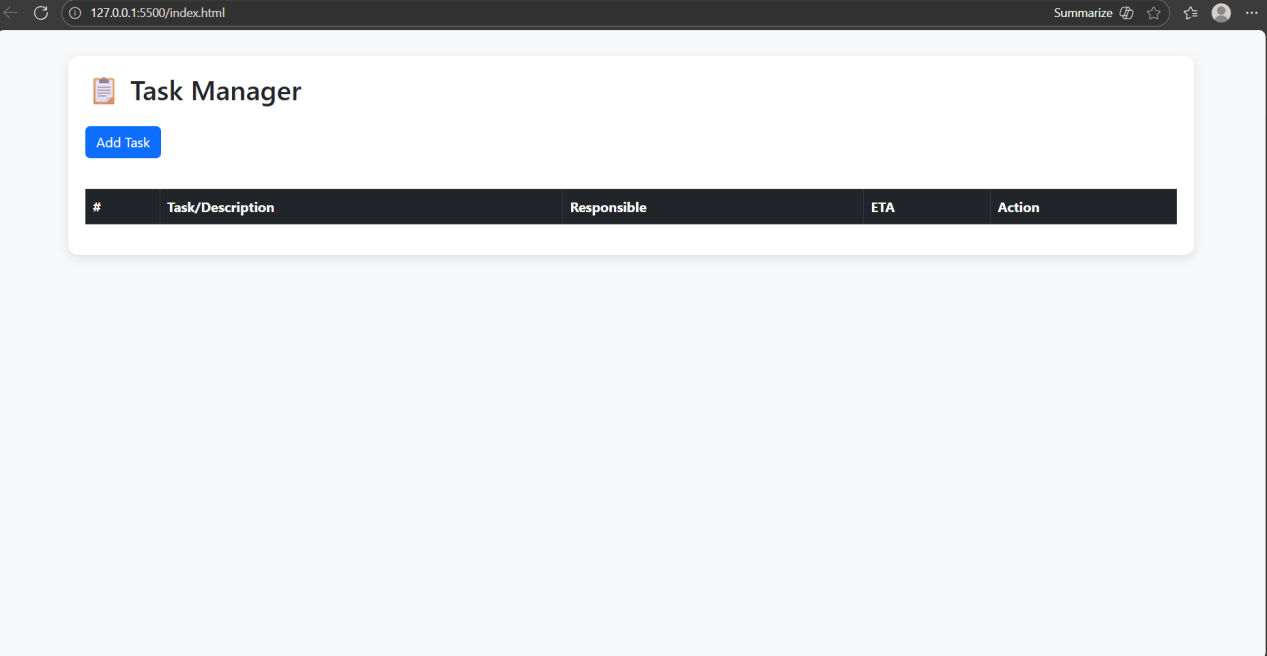 127.0.0.1:5500/index.html Summarize
Task Manager
Add Task
# Task/Description Responsible ETA Action